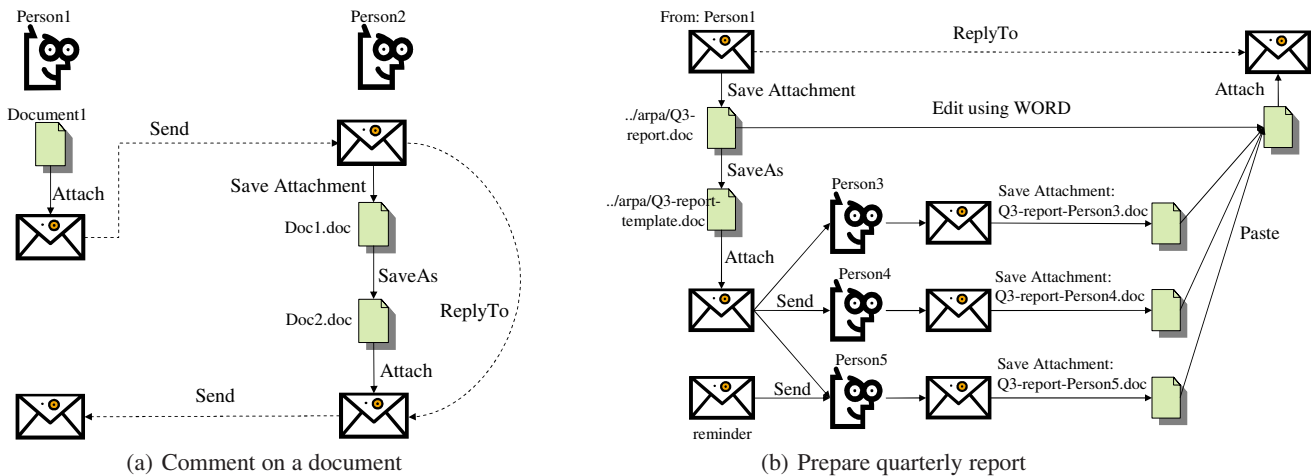 Person1
Person2
Document1
Send
Attach
Save Attachment
Doc1.doc
SaveAs
Doc2.doc
ReplyTo
Attach
Send
(a) Comment on a document
From: Person1
ReplyTo
Save Attachment
Attach
../arpa/Q3-
report.doc
Edit using WORD
SaveAs
../arpa/Q3-report-
template.doc
Person3
Save Attachment:
Q3-report-Person3.doc
Paste
Attach
Person4
Send
Save Attachment:
Q3-report-Person4.doc
Person5
Send
Save Attachment:
Q3-report-Person5.doc
reminder
(b) Prepare quarterly report